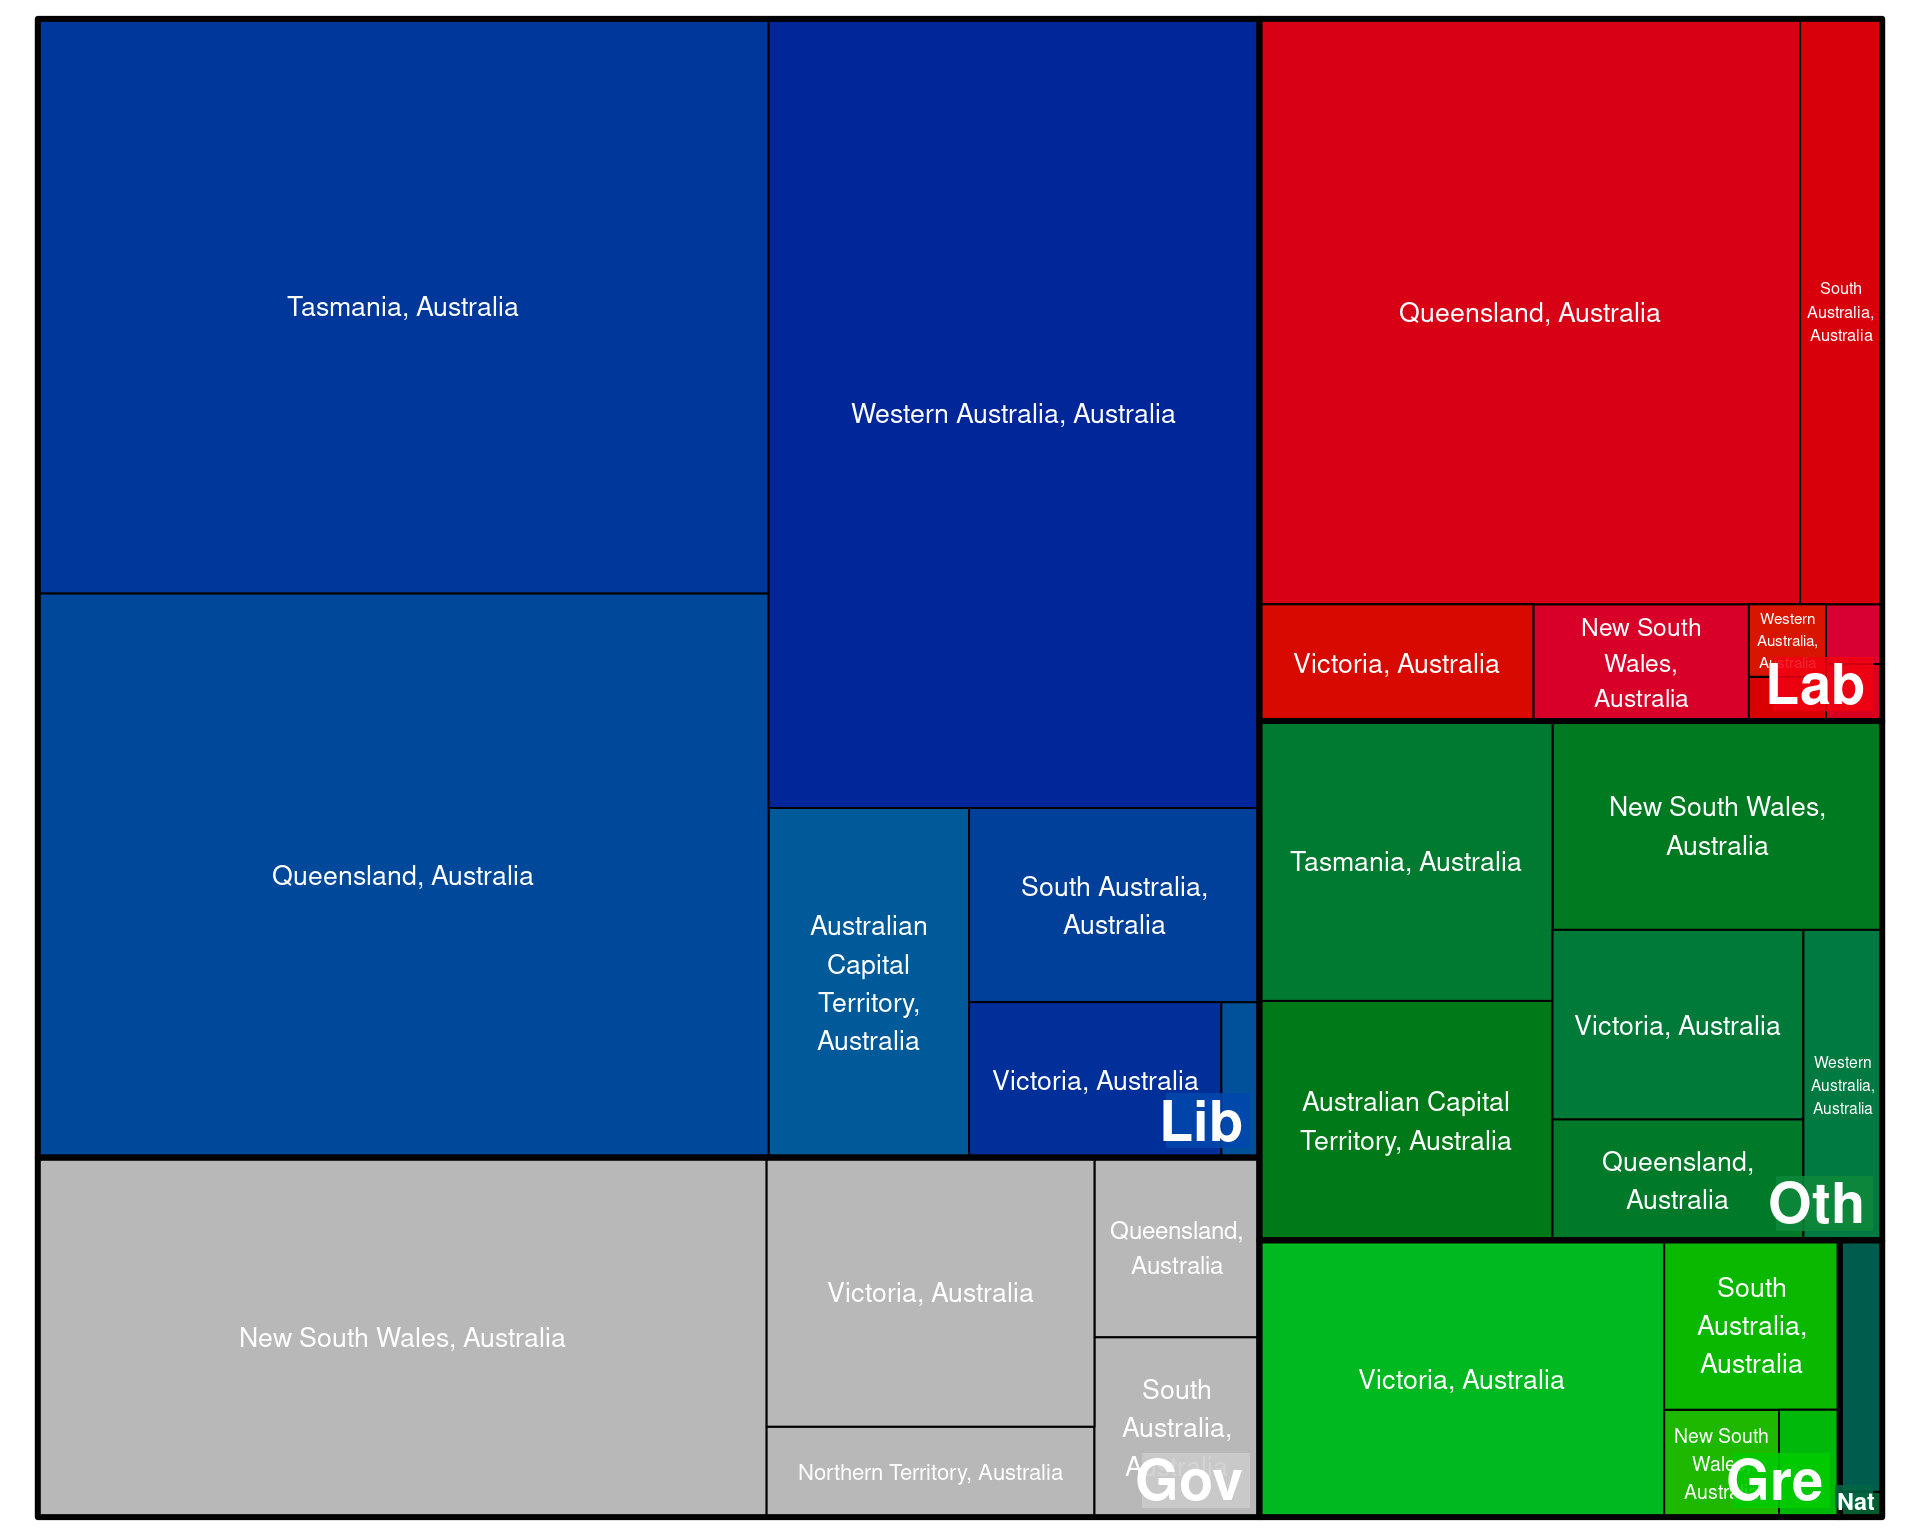 Tasmania, Australia
Queensland, Australia
Western Australia, Australia
Australian
Capital
Territory,
Australia
South Australia,
Australia
Victoria, Australia
Lib
New South Wales, Australia
Victoria, Australia
Northern Territory, Australia
Queensland,
Australia
South
Australia,
Australia
Gov
Queensland, Australia
South
Australia,
Australia
Victoria, Australia
New South
Wales,
Australia
Western
Australia,
Australia
Lab
Tasmania, Australia
Australian Capital
Territory, Australia
New South Wales,
Australia
Victoria, Australia
Queensland,
Australia
Western
Australia,
Australia
Oth
Victoria, Australia
South
Australia,
Australia
New South
Gre
Nat